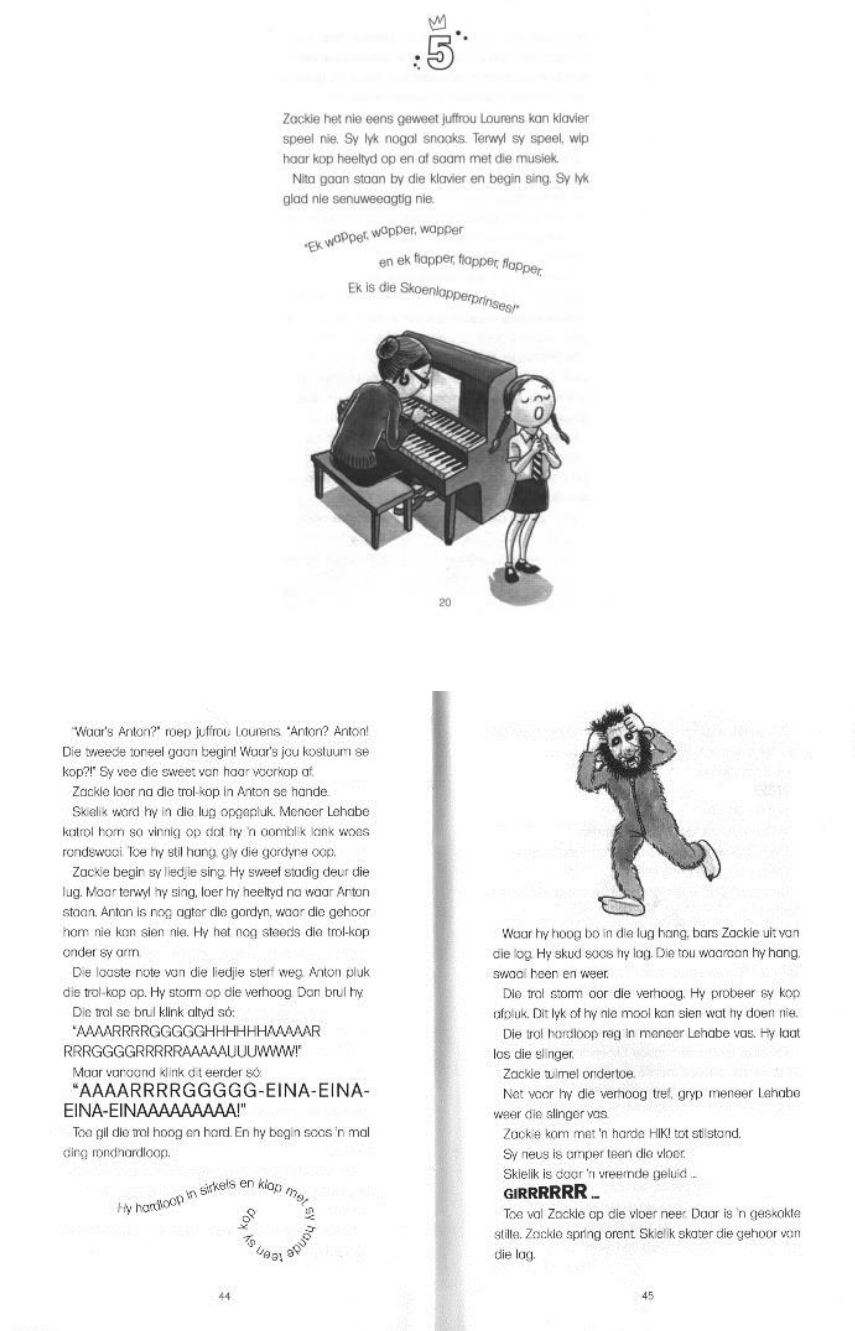 5
Zackie het nie eens geweet juffrou Lourens kan klavier
speel nie. Sy lyk nogal snaaks. Terwyl sy speel, wip
haar kop heeltyd op en af saam met die musiek.
Nita gaan staan by die klavier en begin sing. Sy lyk
glad nie senuweeagtig nie.
"Ek wapper, wapper, wapper
en ek flapper, flapper, flapper,
Ek is die Skoenlapperprinses!"
20
"Waar's Anton?" roep juffrou Lourens. "Anton? Anton!
Die tweede toneel gaan begin! Waar's jou kostuum se
kop?!" Sy vee die sweet van haar voorkop af.
Zackie loer na die trol-kop in Anton se hande.
Skielik word hy in die lug opgepluk. Meneer Lehabe
katrol hom so vinnig op dat hy 'n oomblik lank woes
rondswaai. Toe hy stil hang, gly die gordyne oop.
Zackie begin sy liedjie sing. Hy sweef stadig deur die
lug. Maar terwyl hy sing, loer hy heeltyd na waar Anton
staan. Anton is nog agter die gordyn, waar die gehoor
hom nie kan sien nie. Hy het nog steeds die trol-kop
onder sy arm.
Die laaste note van die liedjie sterf weg. Anton pluk
die trol-kop op. Hy storm op die verhoog. Dan brul hy.
Die trol se brul klink altyd só:
"AAAARRRRGGGGGHHHHHHAAAAAR
RRRGGGGRRRRRAAAAAUUUWWW!"
Maar vanaand klink dit eerder só:
"AAAARRRRGGGGG-EINA-EINA-
EINA-EINAAAAAAAAA!"
Toe gil die trol hoog en hard. En hy begin soos 'n mal
ding rondhardloop.
Hy hardloop in sirkels en klap met sy hande teen sy kop
44
Waar hy hoog bo in die lug hang, bars Zackie uit van
die lag. Hy skud soos hy lag. Die tou waaraan hy hang,
swaai heen en weer.
Die trol storm oor die verhoog. Hy probeer sy kop
afpluk. Dit lyk of hy nie mooi kan sien wat hy doen nie.
Die trol hardloop reg in meneer Lehabe vas. Hy laat
los die slinger.
Zackie tuimel ondertoe.
Net voor hy die verhoog tref, gryp meneer Lehabe
weer die slinger vas.
Zackie kom met 'n harde HIK! tot stilstand.
Sy neus is amper teen die vloer.
Skielik is daar 'n vreemde geluid ...
GIRRRRRR ...
Toe val Zackie op die vloer neer. Daar is 'n geskokte
stilte. Zackie spring orent. Skielik skater die gehoor van
die lag.
45